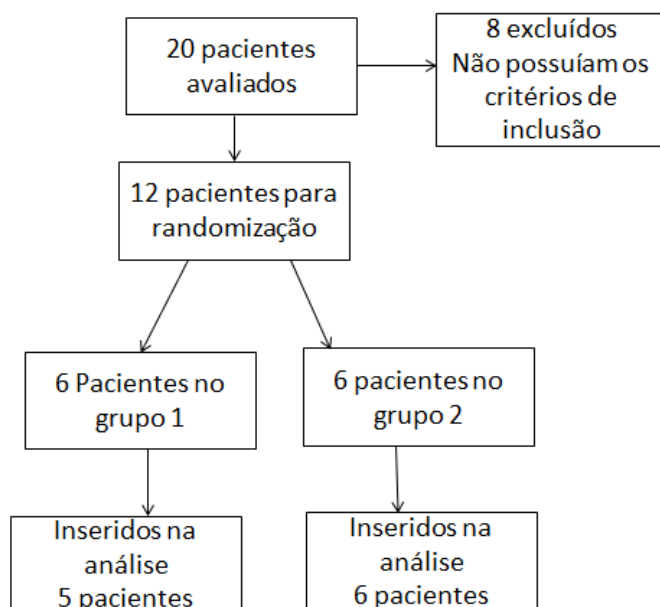 20 pacientes
avaliados
8 excluídos
Não possuíam os
critérios de
inclusão
12 pacientes para
randomização
6 Pacientes no
grupo 1
6 pacientes no
grupo 2
Inseridos na
análise
5 pacientes
Inseridos na
análise
6 pacientes